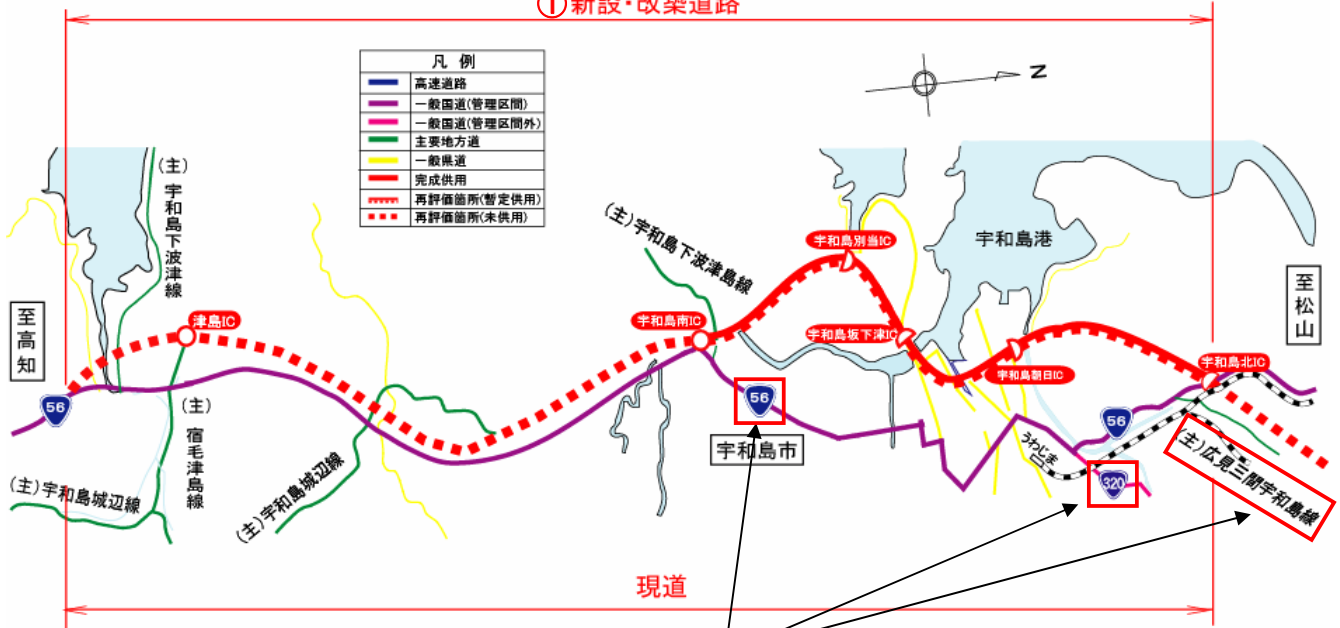 ①新設・改築道路
凡 例
高速道路
一般国道(管理区間)
一般国道(管理区間外)
主要地方道
一般県道
完成供用
再評価箇所(暫定供用)
再評価箇所(未供用)
N
(主)宇和島下波津線
(主)宇和島下波津島線
宇和島別当IC
宇和島港
至高知
至松山
津島IC
宇和島南IC
宇和島坂下津IC
宇和島朝日IC
宇和島北IC
56
56
56
宇和島市
うわじま
320
(主)宿毛津島線
(主)宇和島城辺線
(主)宇和島城辺線
(主)広見三間宇和島線
現道